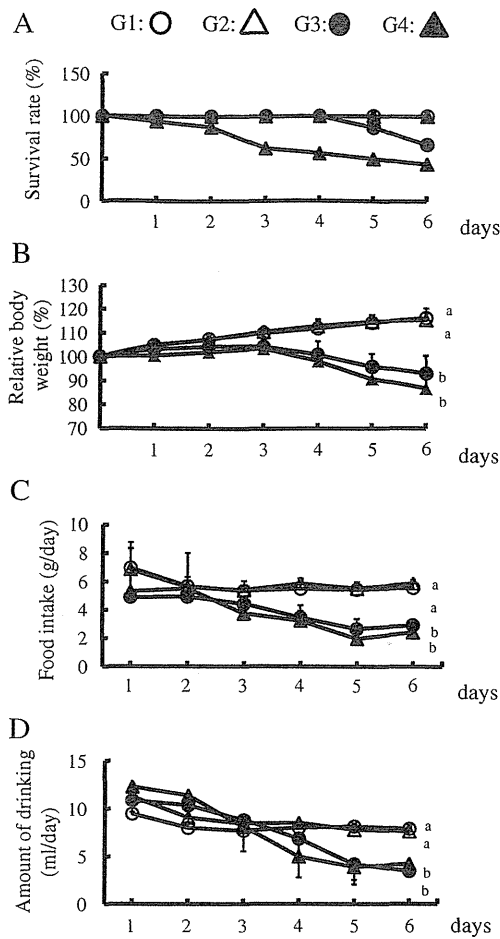 A
G1: G2: G3: G4:
Survival rate (%)
150
100
50
0
1 2 3 4 5 6
days
B
Relative body
weight (%)
130
120
110
100
90
80
70
a
a
b
b
1 2 3 4 5 6
days
C
Food intake (g/day)
10
8
6
4
2
0
a
a
b
b
1 2 3 4 5 6
days
D
Amount of drinking
(ml/day)
15
10
5
0
a
a
b
b
1 2 3 4 5 6
days